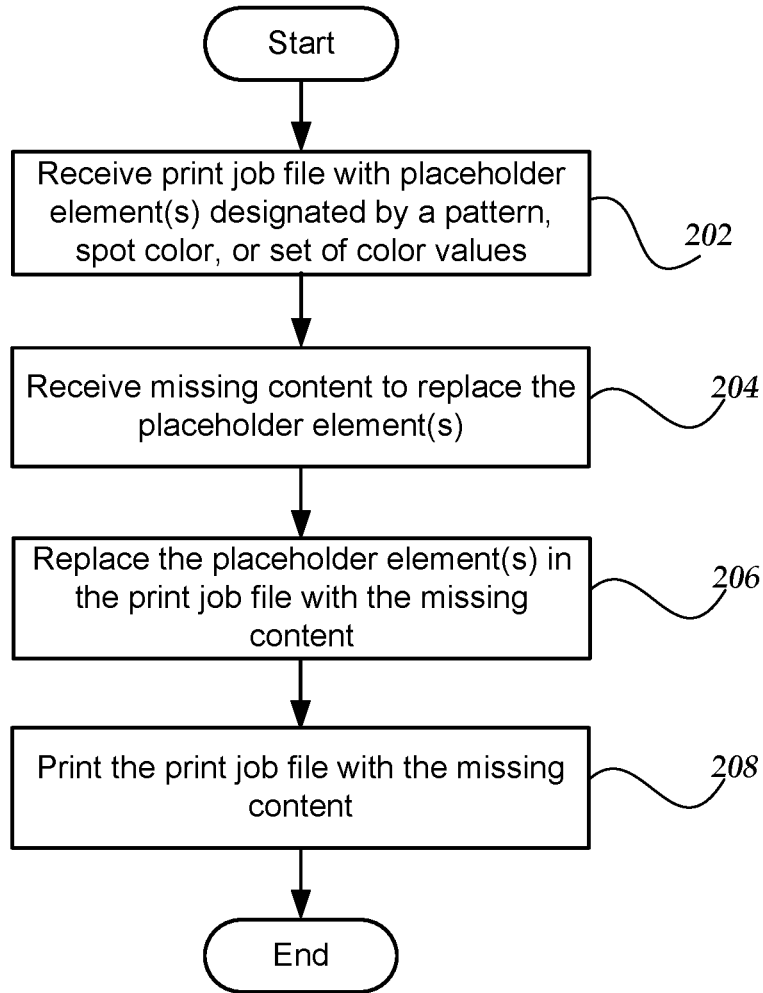 Start
Receive print job file with placeholder
element(s) designated by a pattern,
spot color, or set of color values
202
Receive missing content to replace the
placeholder element(s)
204
Replace the placeholder element(s) in
the print job file with the missing
content
206
Print the print job file with the missing
content
208
End